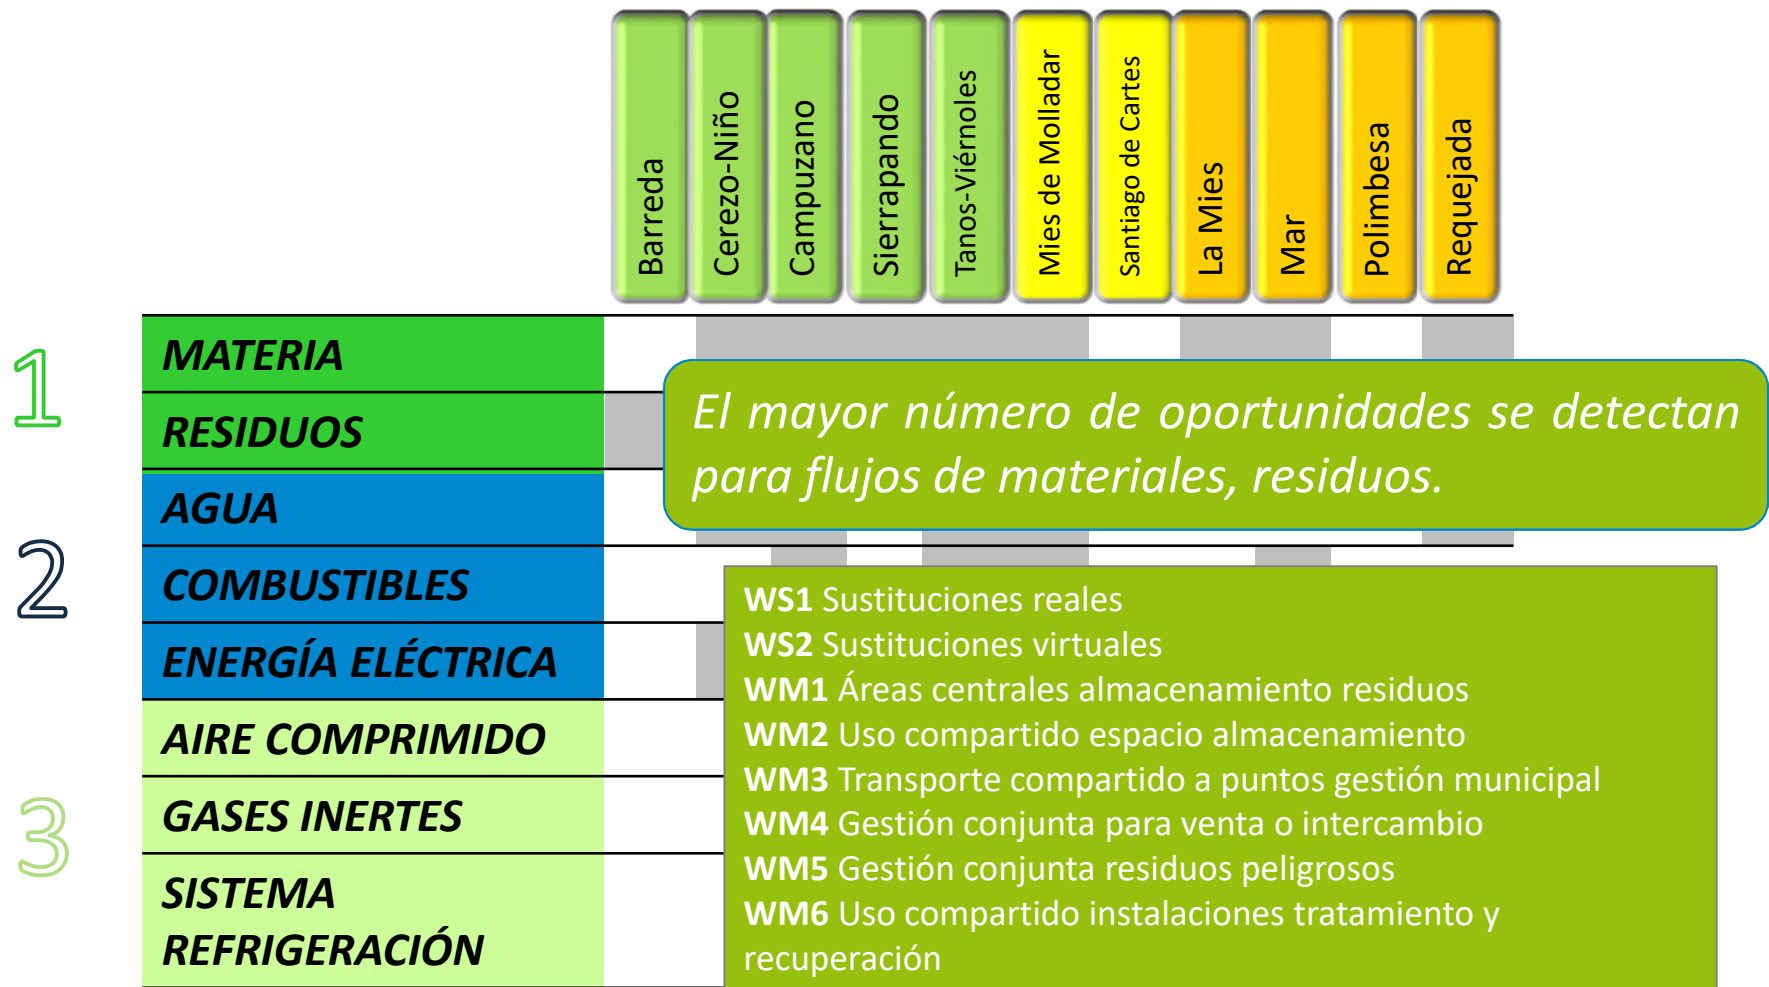 Barreda
Cerezo-Niño
Campuzano
Sierrapando
Tanos-Viérnoles
Mies de Molladar
Santiago de Cartes
La Mies
Mar
Polimbesa
Requejada
1
MATERIA
RESIDUOS
El mayor número de oportunidades se detectan
para flujos de materiales, residuos.
2
AGUA
COMBUSTIBLES
ENERGÍA ELÉCTRICA
3
AIRE COMPRIMIDO
GASES INERTES
SISTEMA
REFRIGERACIÓN
WS1 Sustituciones reales
WS2 Sustituciones virtuales
WM1 Áreas centrales almacenamiento residuos
WM2 Uso compartido espacio almacenamiento
WM3 Transporte compartido a puntos gestión municipal
WM4 Gestión conjunta para venta o intercambio
WM5 Gestión conjunta residuos peligrosos
WM6 Uso compartido instalaciones tratamiento y
recuperación